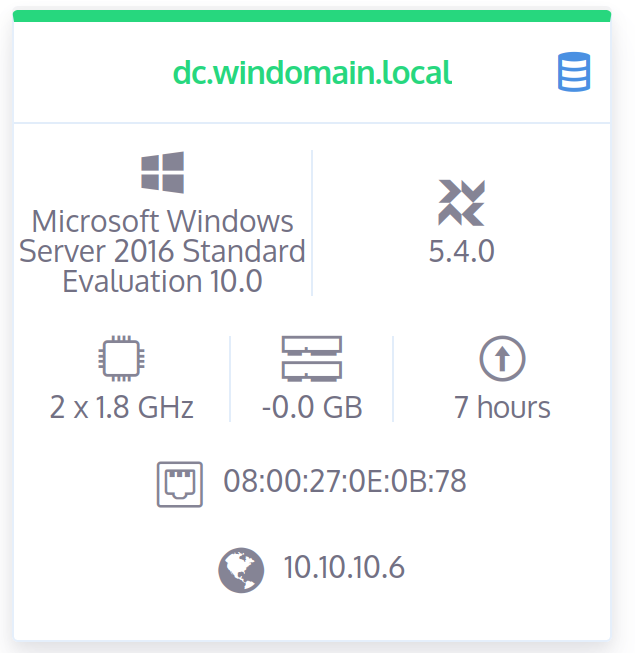 dc.windomain.local
Microsoft Windows
Server 2016 Standard
Evaluation 10.0
5.4.0
2 x 1.8 GHz
-0.0 GB
7 hours
08:00:27:0E:0B:78
10.10.10.6